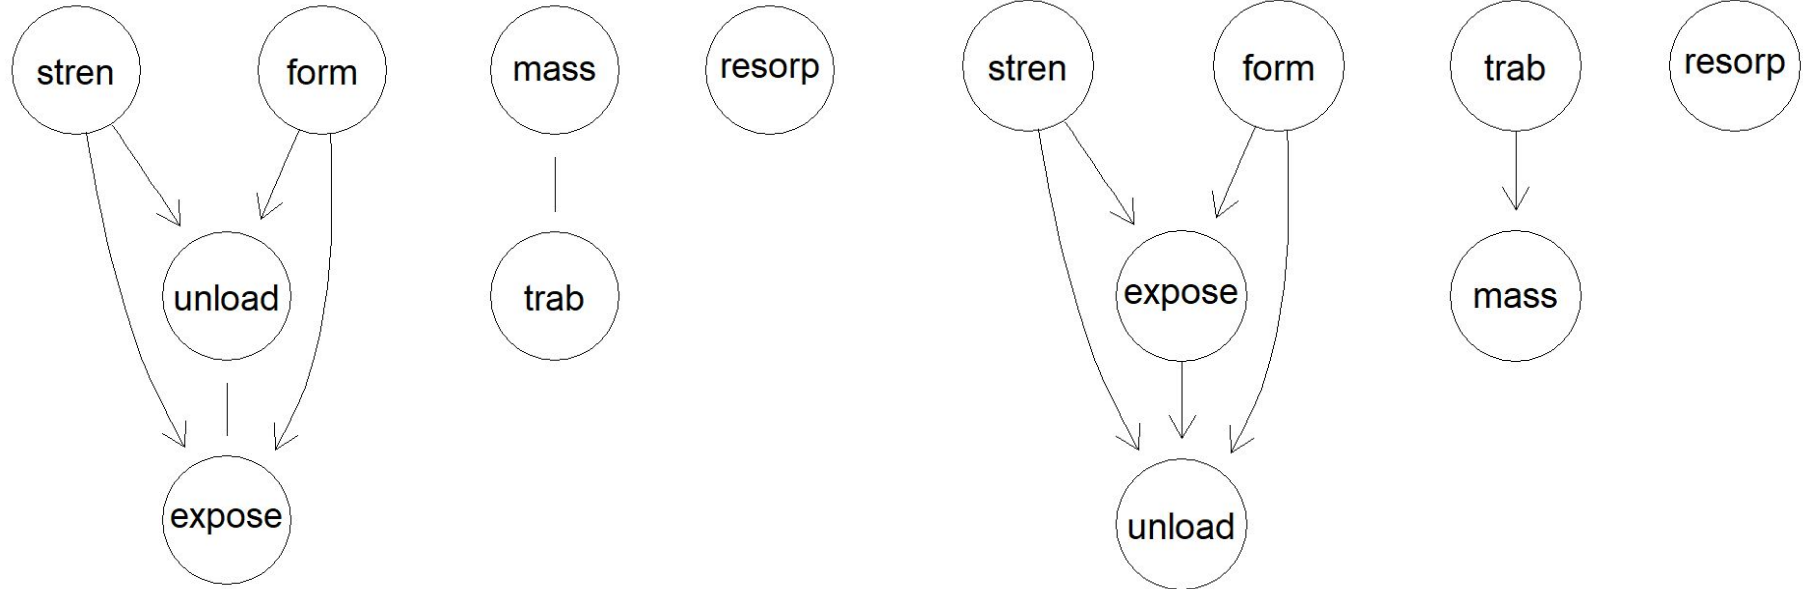 stren
form
mass
resorp
unload
trab
expose
stren
form
trab
resorp
expose
mass
unload